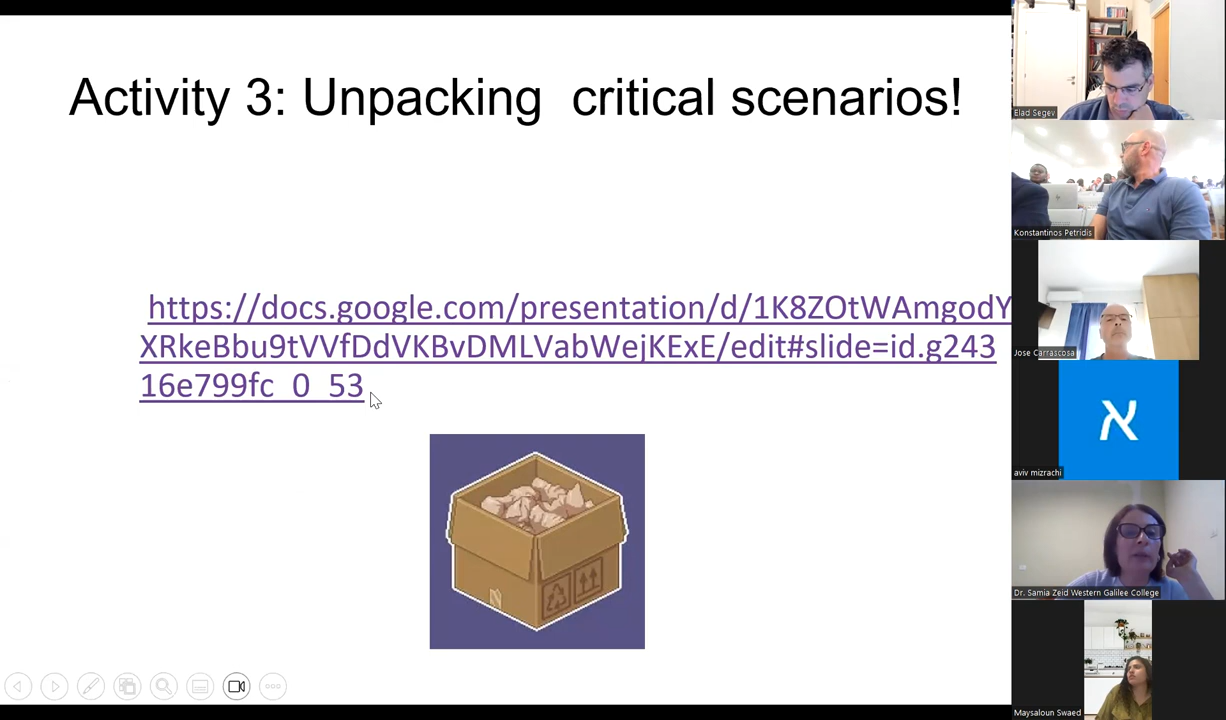 Activity 3: Unpacking  critical scenarios!
https://docs.google.com/presentation/d/1K8ZOtWAmgodY
XRkeBbu9tVVfDdVKBvDMLVabWejKExE/edit#slide=id.g243
16e799fc_0_53
Elad Segev
Konstantinos Petridis
Jose Carrascosa
א
aviv mizrachi
Dr. Samia Zeid Western Galilee College
Maysaloun Swaed